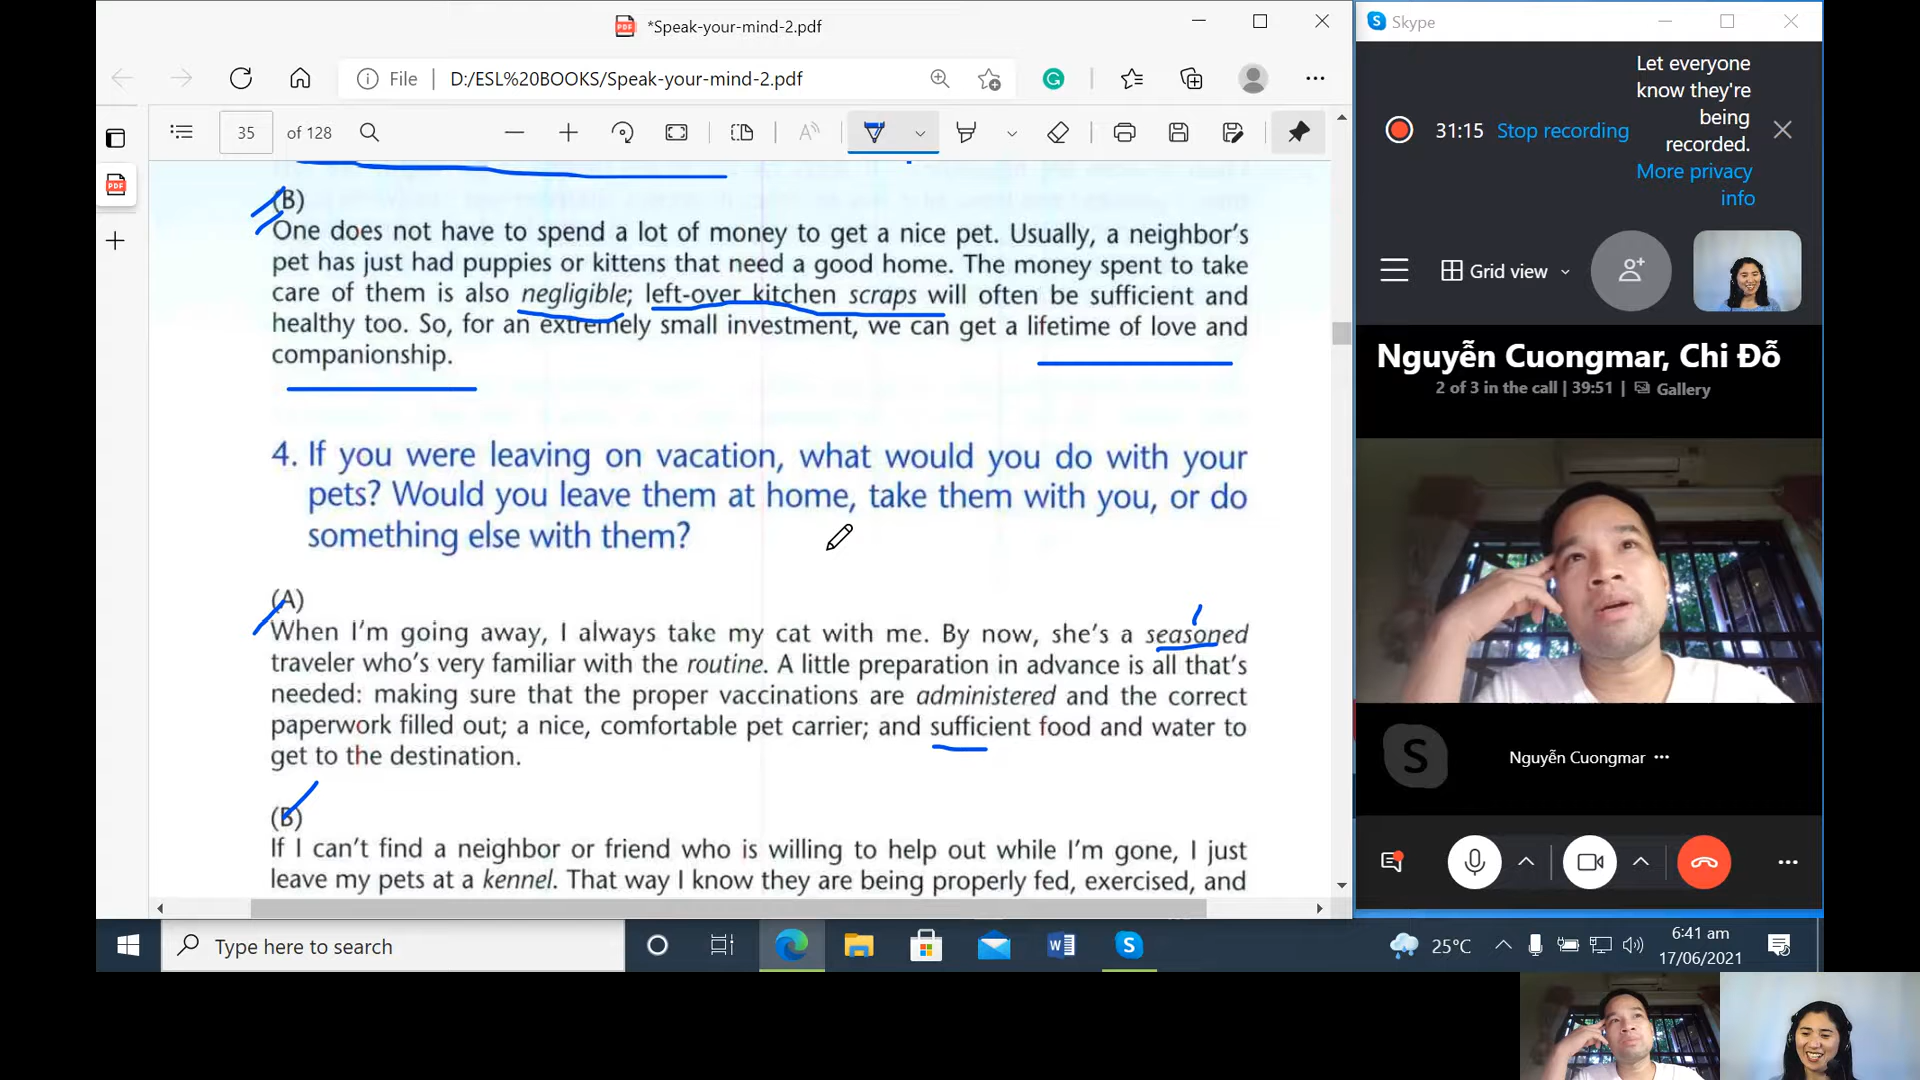 *Speak-your-mind-2.pdf
File
D:/ESL%20BOOKS/Speak-your-mind-2.pdf
35 of 128
(B)
One does not have to spend a lot of money to get a nice pet. Usually, a neighbor's
pet has just had puppies or kittens that need a good home. The money spent to take
care of them is also negligible; left-over kitchen scraps will often be sufficient and
healthy too. So, for an extremely small investment, we can get a lifetime of love and
companionship.
4. If you were leaving on vacation, what would you do with your
pets? Would you leave them at home, take them with you, or do
something else with them?
(A)
When I'm going away, I always take my cat with me. By now, she's a seasoned
traveler who's very familiar with the routine. A little preparation in advance is all that's
needed: making sure that the proper vaccinations are administered and the correct
paperwork filled out; a nice, comfortable pet carrier; and sufficient food and water to
get to the destination.
(B)
If I can't find a neighbor or friend who is willing to help out while I'm gone, I just
leave my pets at a kennel. That way I know they are being properly fed, exercised, and
Skype
31:15 Stop recording
Let everyone
know they're
being
recorded.
More privacy
info
Grid view
Nguyễn Cuongmar, Chi Đỗ
2 of 3 in the call | 39:51 | Gallery
Nguyễn Cuongmar
Type here to search
25°C
6:41 am
17/06/2021